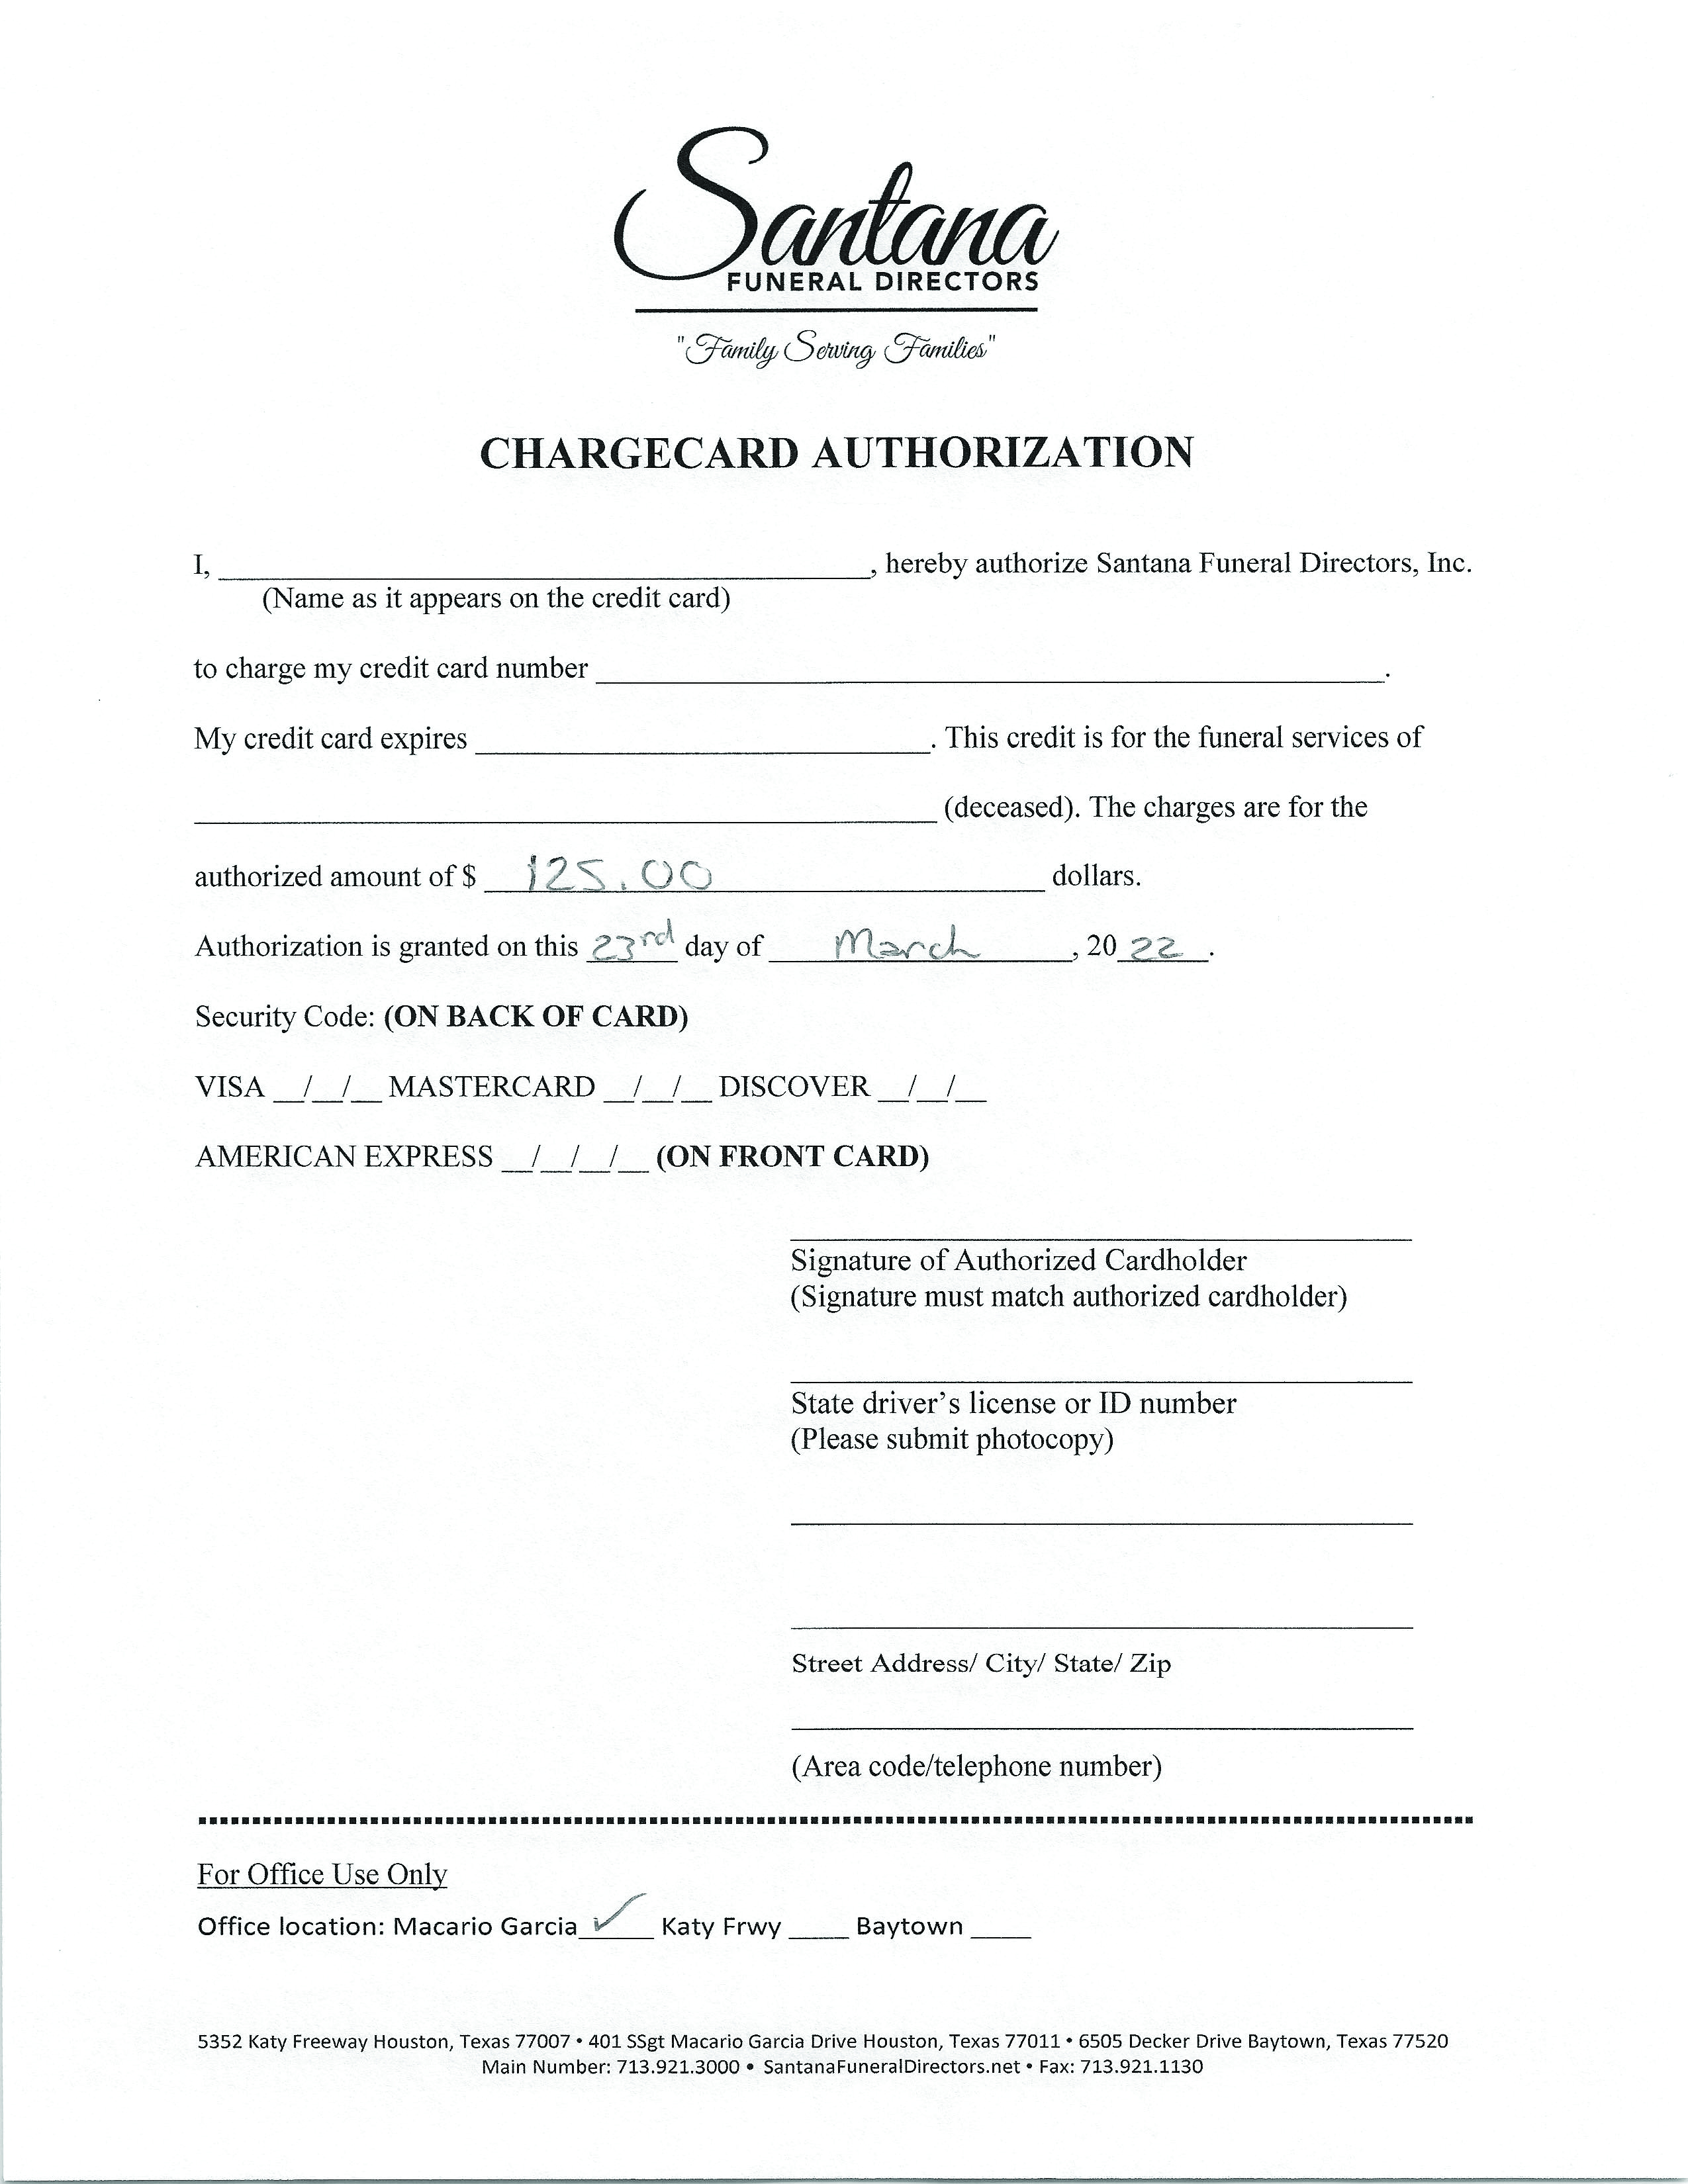 Santana
FUNERAL DIRECTORS
"Family Serving Families"
CHARGECARD AUTHORIZATION
I, ____________________, hereby authorize Santana Funeral Directors, Inc.
(Name as it appears on the credit card)
to charge my credit card number ____________________.
My credit card expires ____________________. This credit is for the funeral services of
____________________ (deceased). The charges are for the
authorized amount of $ 125.00 dollars.
Authorization is granted on this 23rd day of March, 20 22.
Security Code: (ON BACK OF CARD)
VISA __/__/__ MASTERCARD __/__/__ DISCOVER __/__/__
AMERICAN EXPRESS __/__/__/__ (ON FRONT CARD)
Signature of Authorized Cardholder
(Signature must match authorized cardholder)
State driver's license or ID number
(Please submit photocopy)
Street Address/ City/ State/ Zip
(Area code/telephone number)
For Office Use Only
Office location: Macario Garcia ✓ Katy Frwy ____ Baytown ____
5352 Katy Freeway Houston, Texas 77007 • 401 SSgt Macario Garcia Drive Houston, Texas 77011 • 6505 Decker Drive Baytown, Texas 77520
Main Number: 713.921.3000 • SantanaFuneralDirectors.net • Fax: 713.921.1130